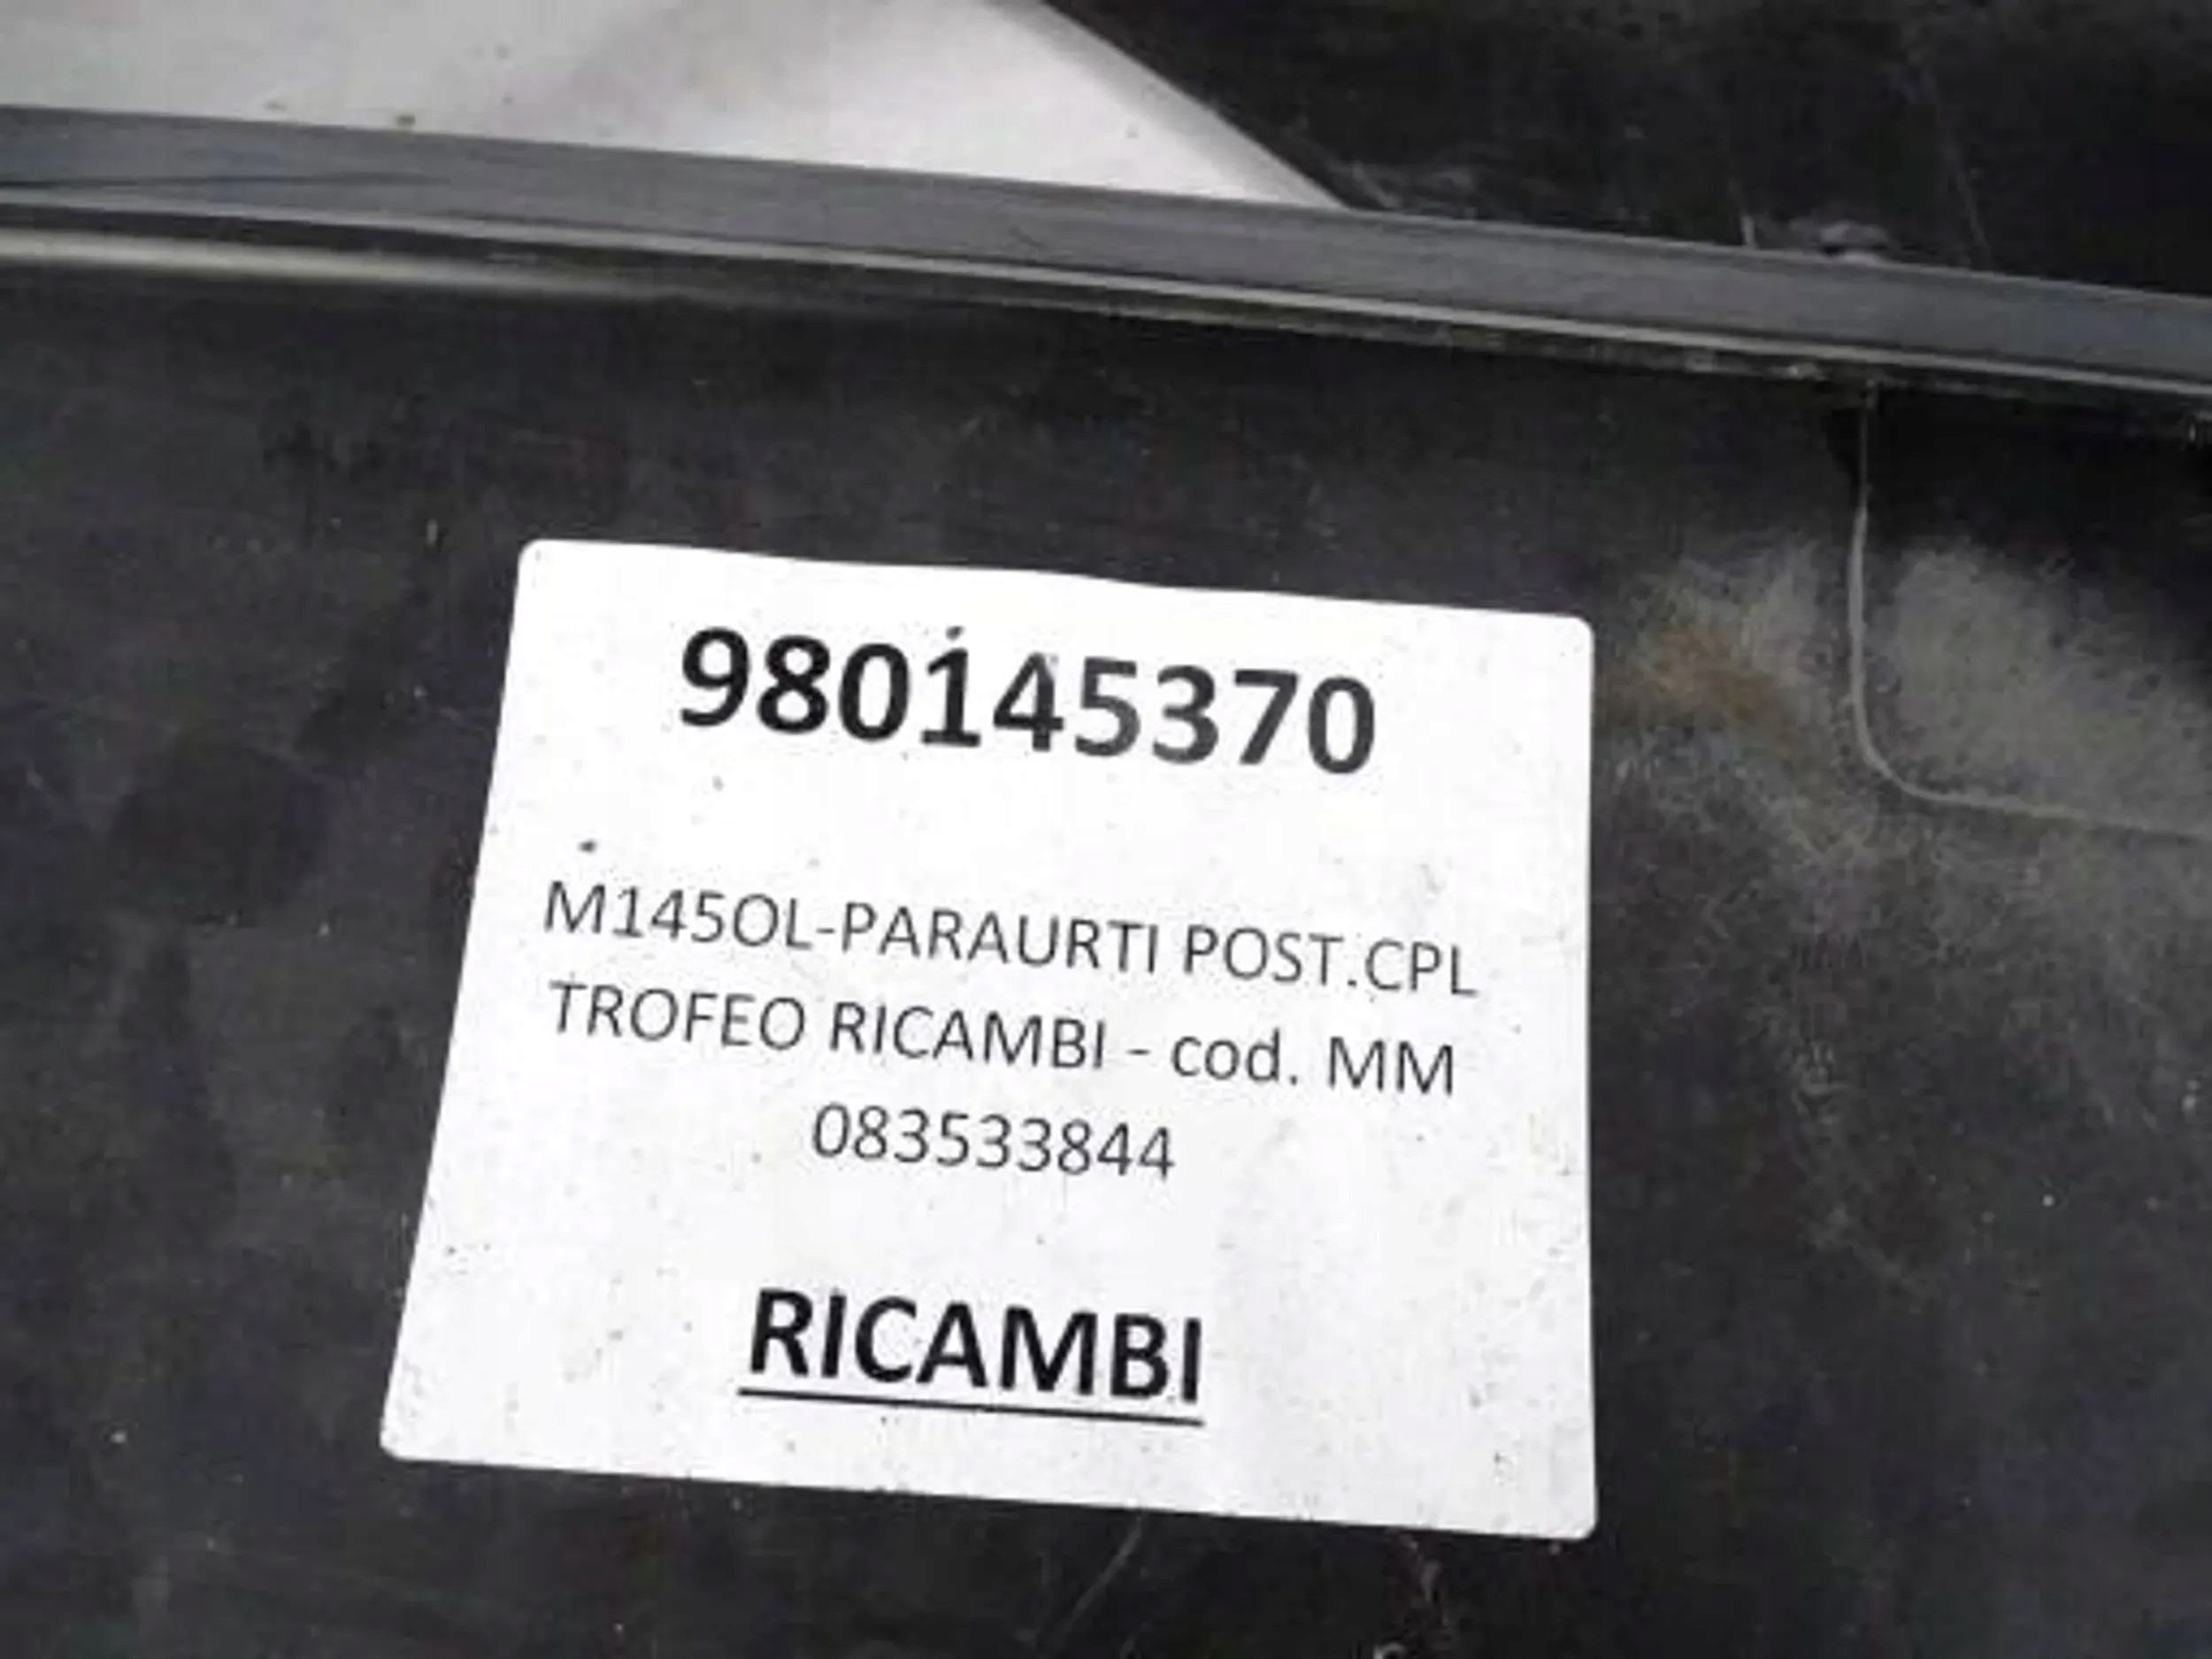 980145370
M145OL-PARAURTI POST.CPL
TROFEO RICAMBI - cod. MM
083533844
RICAMBI